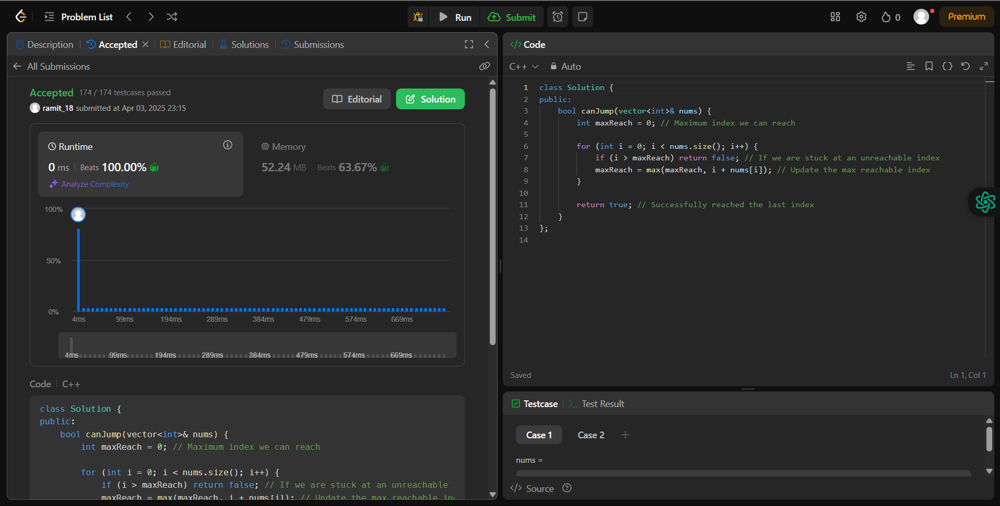 Problem List
Run
Submit
0
Premium
Description
Accepted
Editorial
Solutions
Submissions
All Submissions
Accepted 174 / 174 testcases passed
ramit_18 submitted at Apr 03, 2025 23:15
Editorial
Solution
Runtime
0 ms Beats 100.00%
Analyze Complexity
Memory
52.24 MB Beats 63.67%
100%
50%
0%
4ms 99ms 194ms 289ms 384ms 479ms 574ms 669ms
4ms 99ms 194ms 289ms 384ms 479ms 574ms 669ms
Code C++
class Solution {
public:
    bool canJump(vector<int>& nums) {
        int maxReach = 0; // Maximum index we can reach
        for (int i = 0; i < nums.size(); i++) {
            if (i > maxReach) return false; // If we are stuck at an unreachable
            maxReach = max(maxReach, i + nums[i]); // Update the max reachable
</> Code
C++ Auto
1 class Solution {
2 public:
3     bool canJump(vector<int>& nums) {
4         int maxReach = 0; // Maximum index we can reach
5
6         for (int i = 0; i < nums.size(); i++) {
7             if (i > maxReach) return false; // If we are stuck at an unreachable index
8             maxReach = max(maxReach, i + nums[i]); // Update the max reachable index
9         }
10
11         return true; // Successfully reached the last index
12     }
13 };
14
Saved
Ln 1, Col 1
Testcase
Test Result
Case 1
Case 2
nums =
</> Source